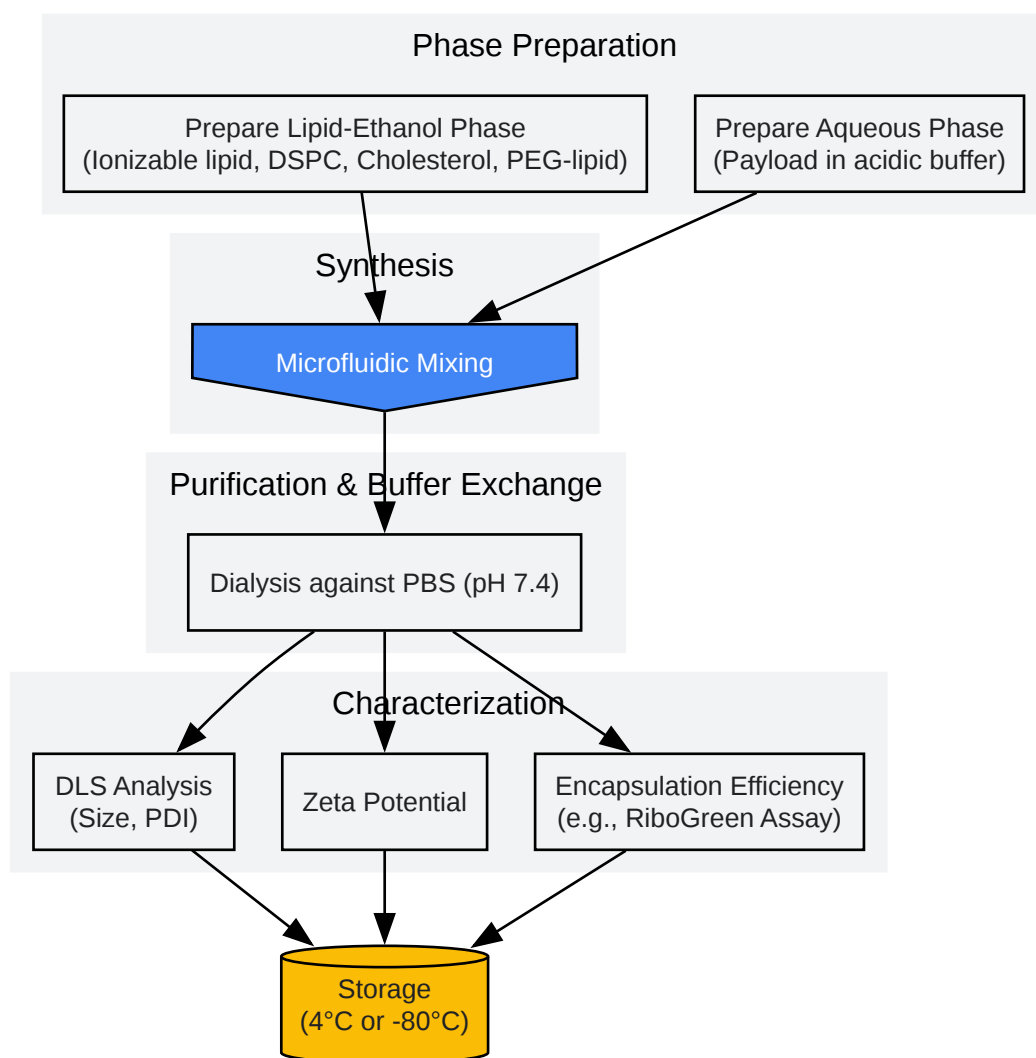 Phase Preparation
Prepare Lipid-Ethanol Phase
(Ionizable lipid, DSPC, Cholesterol, PEG-lipid)
Prepare Aqueous Phase
(Payload in acidic buffer)
Synthesis
Microfluidic Mixing
Purification & Buffer Exchange
Dialysis against PBS (pH 7.4)
Characterization
DLS Analysis
(Size, PDI)
Zeta Potential
Encapsulation Efficiency
(e.g., RiboGreen Assay)
Storage
(4°C or -80°C)